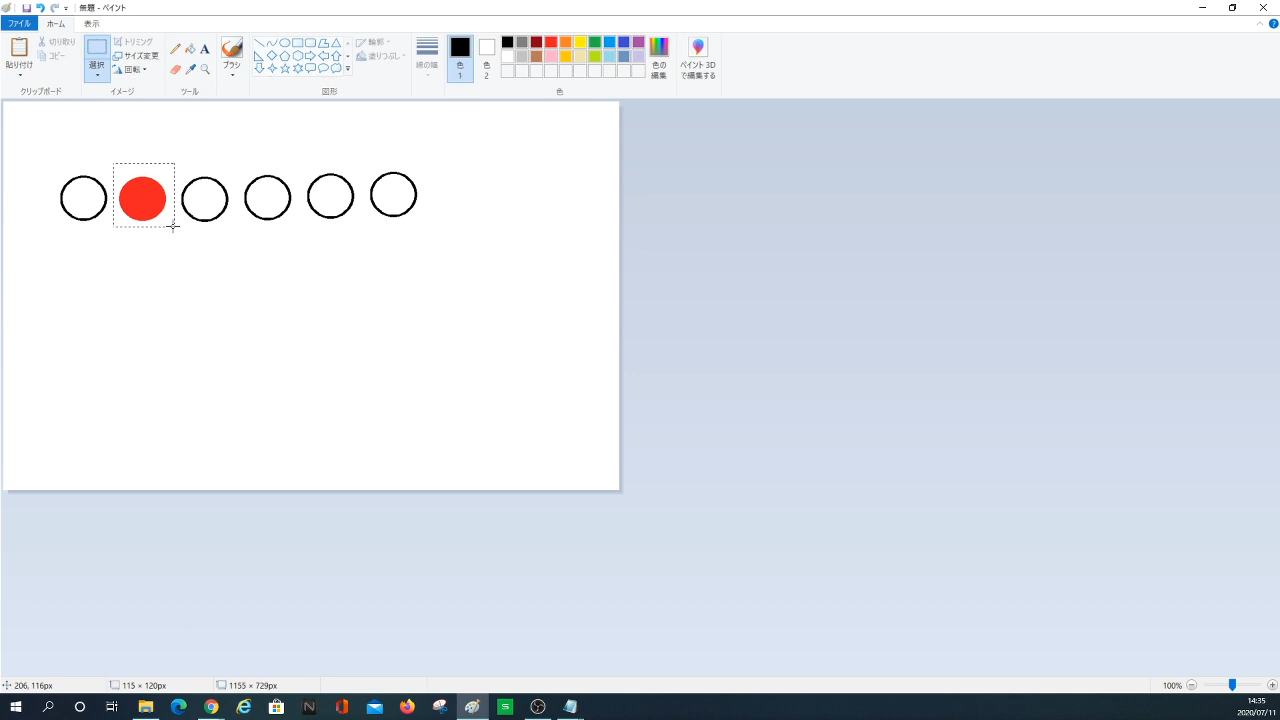 無題 - ペイント
ファイル ホーム 表示
貼り付け 切り取り コピー クリップボード
選択 トリミング サイズ変更 回転 イメージ
A ツール
ブラシ
輪郭 塗りつぶし 図形
線の幅
色 1 色 2 色の編集 色
ペイント 3D で編集する
206, 116px 115 × 120px 1155 × 729px 100%
14:35
2020/07/11